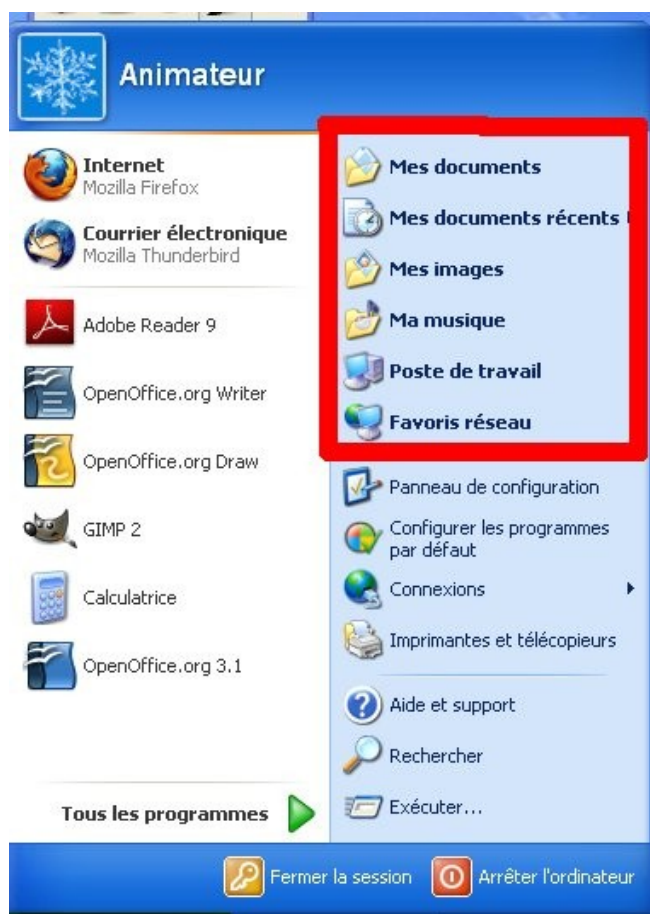 Animateur
Internet
Mozilla Firefox
Courrier électronique
Mozilla Thunderbird
Adobe Reader 9
OpenOffice.org Writer
OpenOffice.org Draw
GIMP 2
Calculatrice
OpenOffice.org 3.1
Tous les programmes
Mes documents
Mes documents récents
Mes images
Ma musique
Poste de travail
Favoris réseau
Panneau de configuration
Configurer les programmes
par défaut
Connexions
Imprimantes et télécopieurs
Aide et support
Rechercher
Exécuter...
Fermer la session
Arrêter l'ordinateur